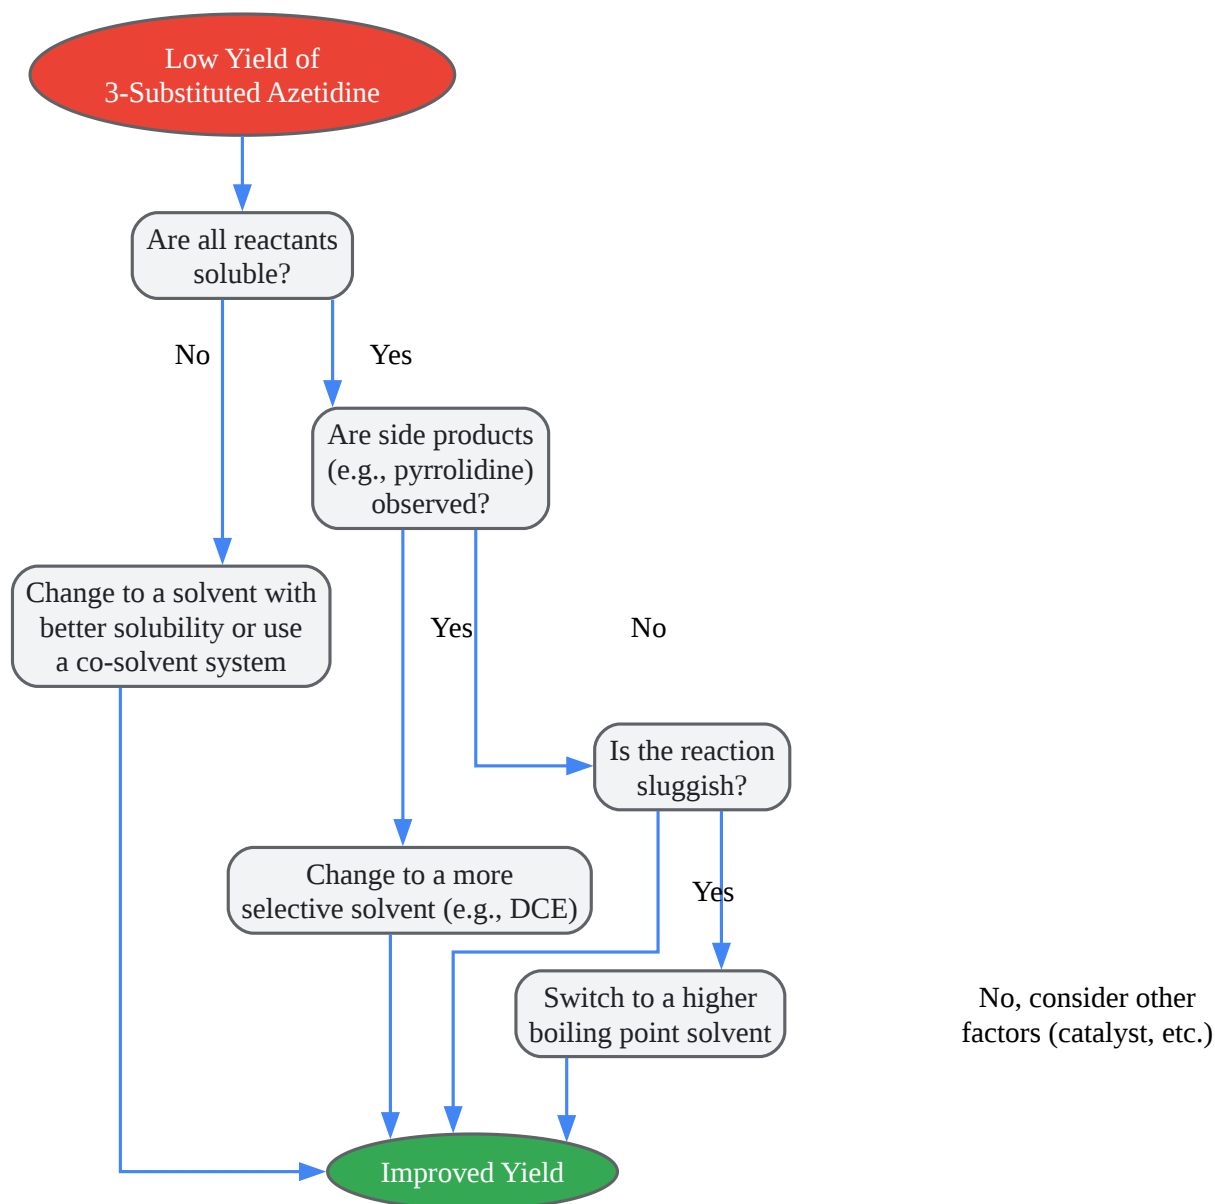 Low Yield of
3-Substituted Azetidine
Are all reactants
soluble?
No
Yes
Are side products
(e.g., pyrrolidine)
observed?
Change to a solvent with
better solubility or use
a co-solvent system
Yes
No
Is the reaction
sluggish?
Change to a more
selective solvent (e.g., DCE)
Yes
Switch to a higher
boiling point solvent
No, consider other
factors (catalyst, etc.)
Improved Yield